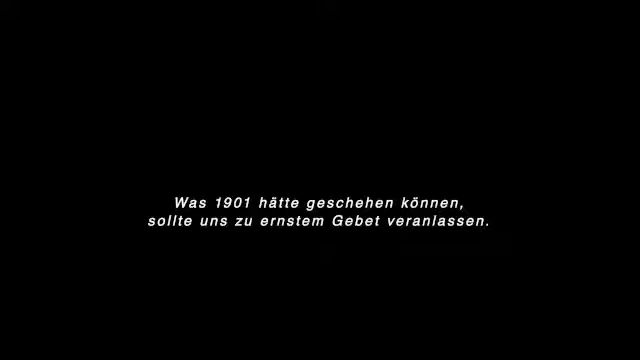 Was 1901 hätte geschehen können,
sollte uns zu ernstem Gebet veranlassen.